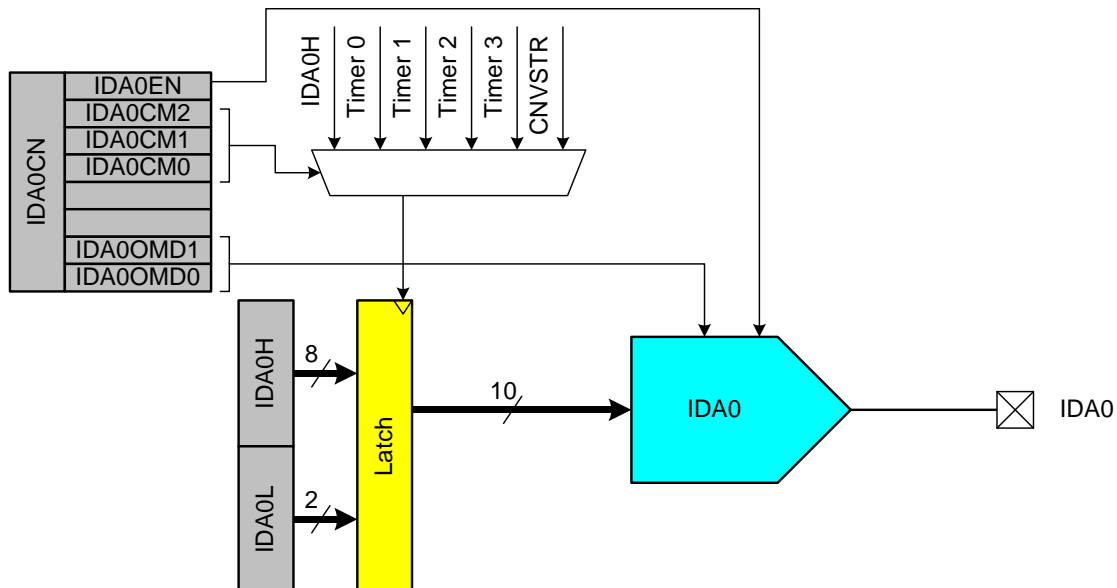 IDA0CN
IDA0EN
IDA0CM2
IDA0CM1
IDA0CM0
IDA0OMD1
IDA0OMD0
IDA0H
Timer 0
Timer 1
Timer 2
Timer 3
CNVSTR
IDA0H
8
IDA0L
2
Latch
10
IDA0
IDA0